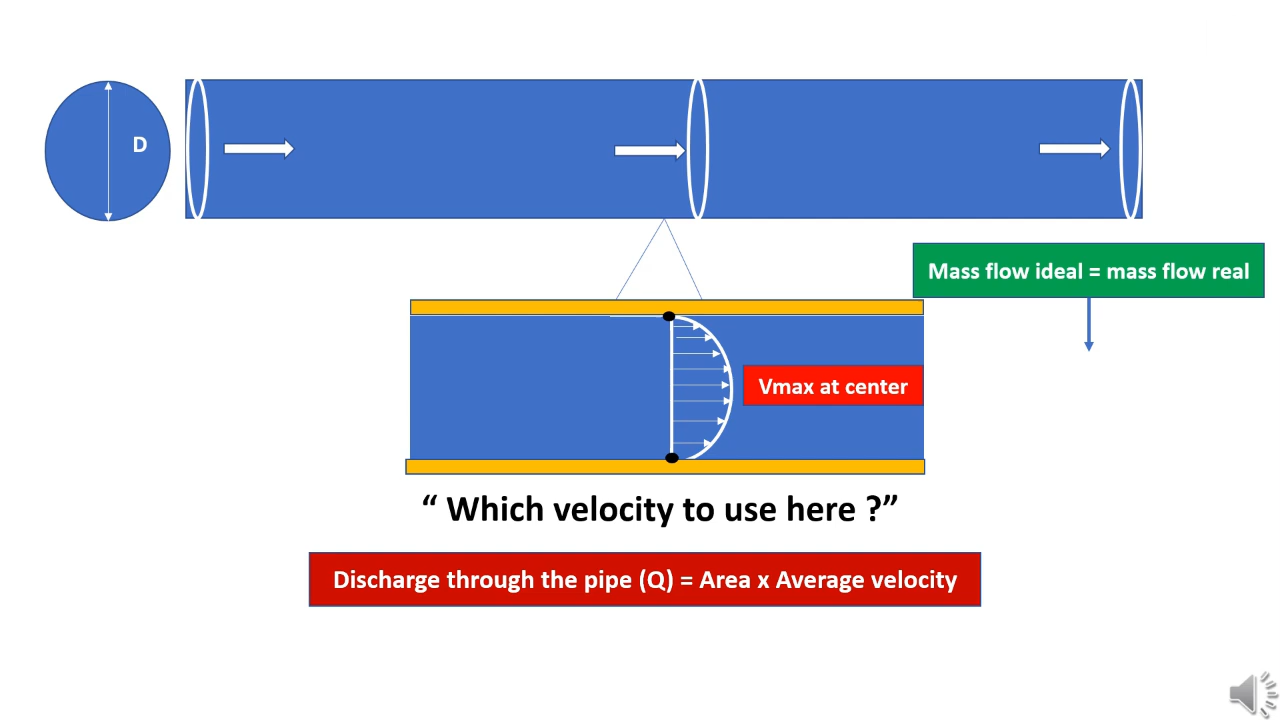 D
Mass flow ideal = mass flow real
Vmax at center
“ Which velocity to use here ?”
Discharge through the pipe (Q) = Area x Average velocity